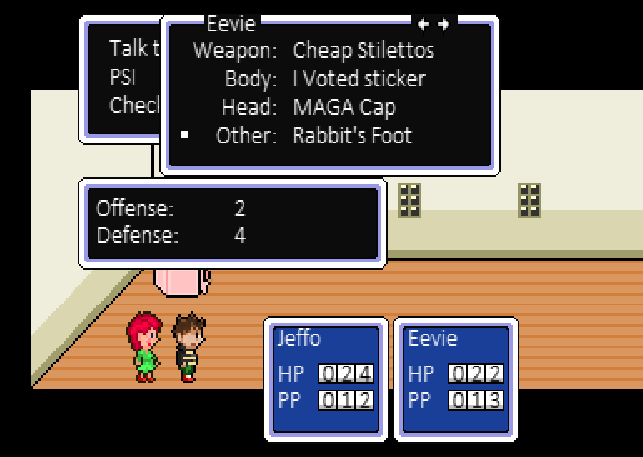 Eevie
Talk t
PSI
Check
Weapon: Cheap Stilettos
Body: I Voted sticker
Head: MAGA Cap
Other: Rabbit's Foot
Offense: 2
Defense: 4
Jeffo
HP 024
PP 012
Eevie
HP 022
PP 013